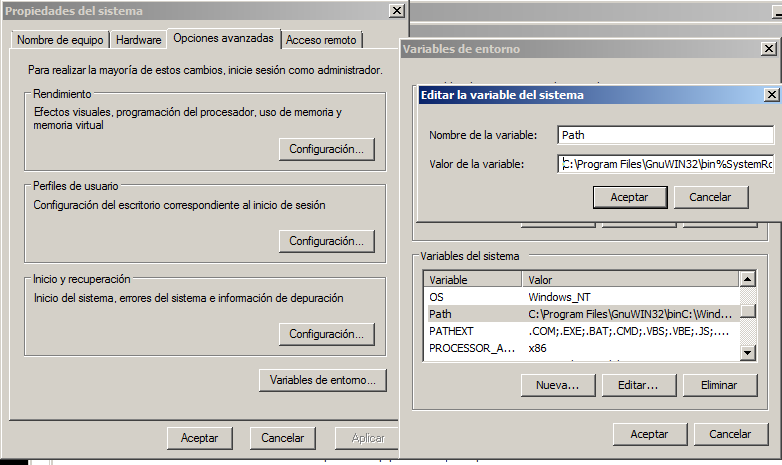 Propiedades del sistema
Nombre de equipo
Hardware
Opciones avanzadas
Acceso remoto
Para realizar la mayoría de estos cambios, inicie sesión como administrador.
Rendimiento
Efectos visuales, programación del procesador, uso de memoria y
memoria virtual
Configuración...
Perfiles de usuario
Configuración del escritorio correspondiente al inicio de sesión
Configuración...
Inicio y recuperación
Inicio del sistema, errores del sistema e información de depuración
Configuración...
Variables de entorno...
Aceptar
Cancelar
Aplicar
Variables de entorno
Editar la variable del sistema
Nombre de la variable:
Path
Valor de la variable:
C:\Program Files\GnuWIN32\bin%SystemRo
Aceptar
Cancelar
Variables del sistema
Variable Valor
OS Windows_NT
Path C:\Program Files\GnuWIN32\binC:\Wind...
PATHEXT .COM;.EXE;.BAT;.CMD;.VBS;.VBE;.JS;....
PROCESSOR_A... x86
Nueva...
Editar...
Eliminar
Aceptar
Cancelar